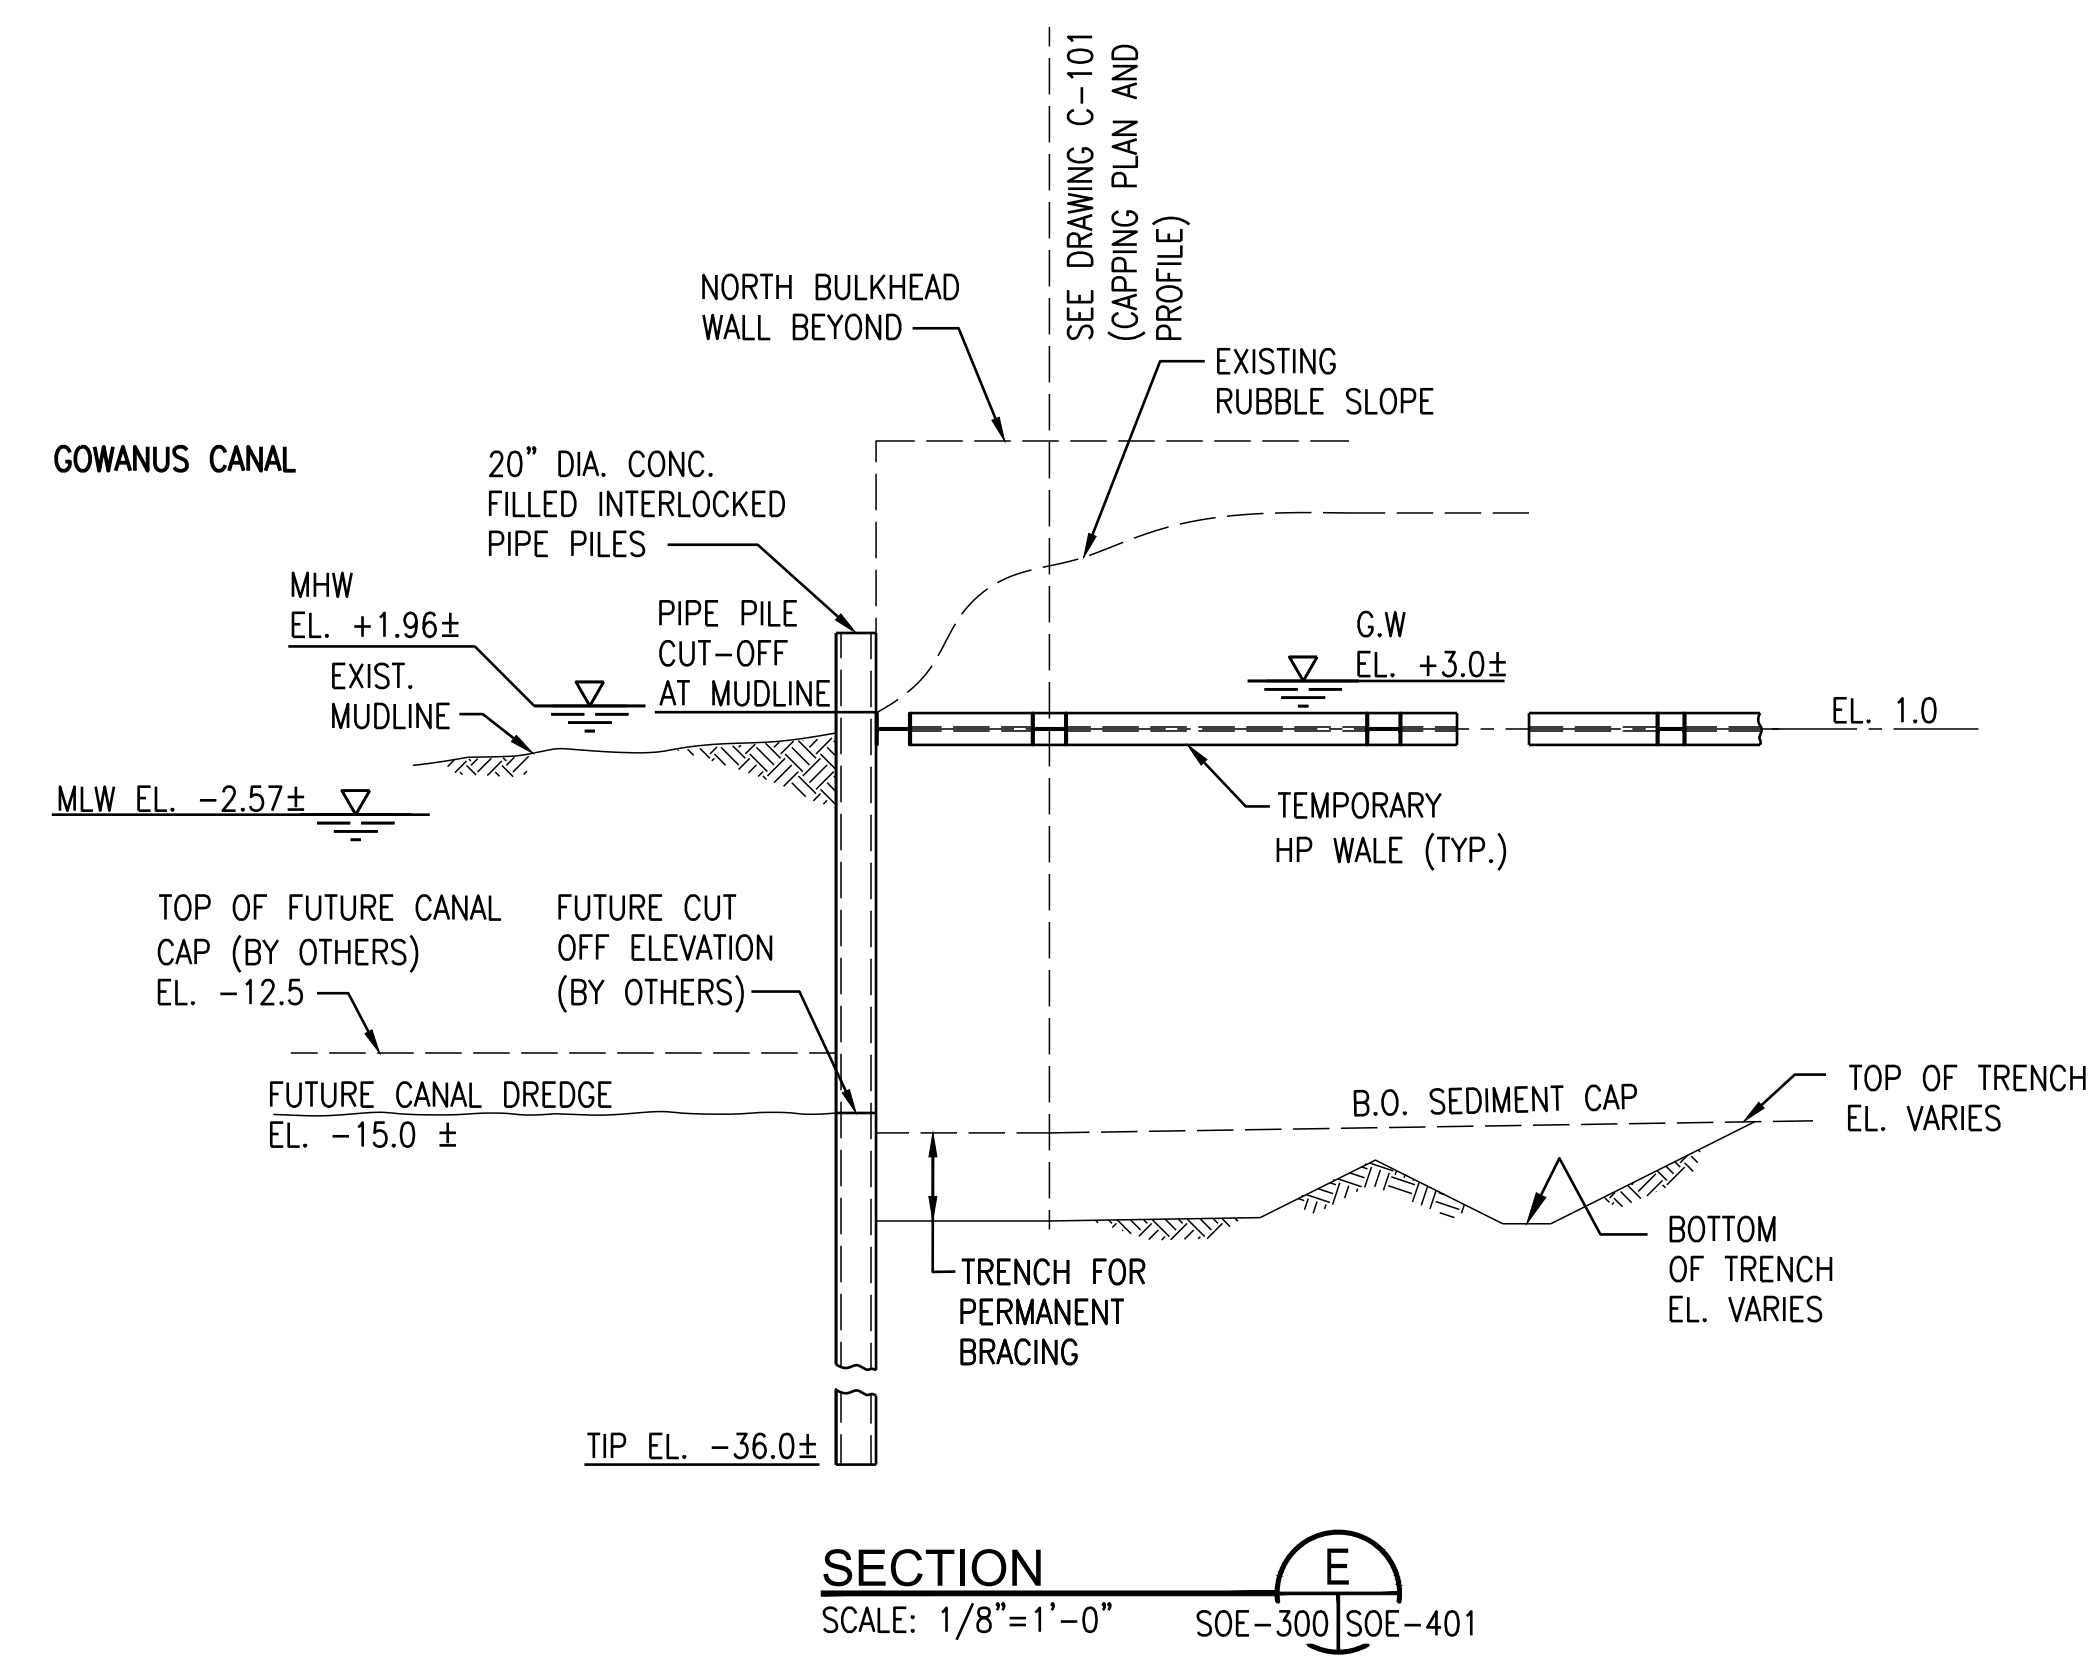 SEE DRAWING C-101
(CAPPING PLAN AND
PROFILE)
NORTH BULKHEAD
WALL BEYOND
EXISTING
RUBBLE SLOPE
GOWANUS CANAL
20" DIA. CONC.
FILLED INTERLOCKED
PIPE PILES
MHW
EL. +1.96±
PIPE PILE
CUT-OFF
AT MUDLINE
G.W
EL. +3.0±
EXIST.
MUDLINE
EL. 1.0
MLW EL. -2.57±
TEMPORARY
HP WALE (TYP.)
TOP OF FUTURE CANAL
CAP (BY OTHERS)
EL. -12.5
FUTURE CUT
OFF ELEVATION
(BY OTHERS)
FUTURE CANAL DREDGE
EL. -15.0 ±
B.O. SEDIMENT CAP
TOP OF TRENCH
EL. VARIES
BOTTOM
OF TRENCH
EL. VARIES
TRENCH FOR
PERMANENT
BRACING
TIP EL. -36.0±
SECTION
SCALE: 1/8"=1'-0"
E
SOE-300
SOE-401